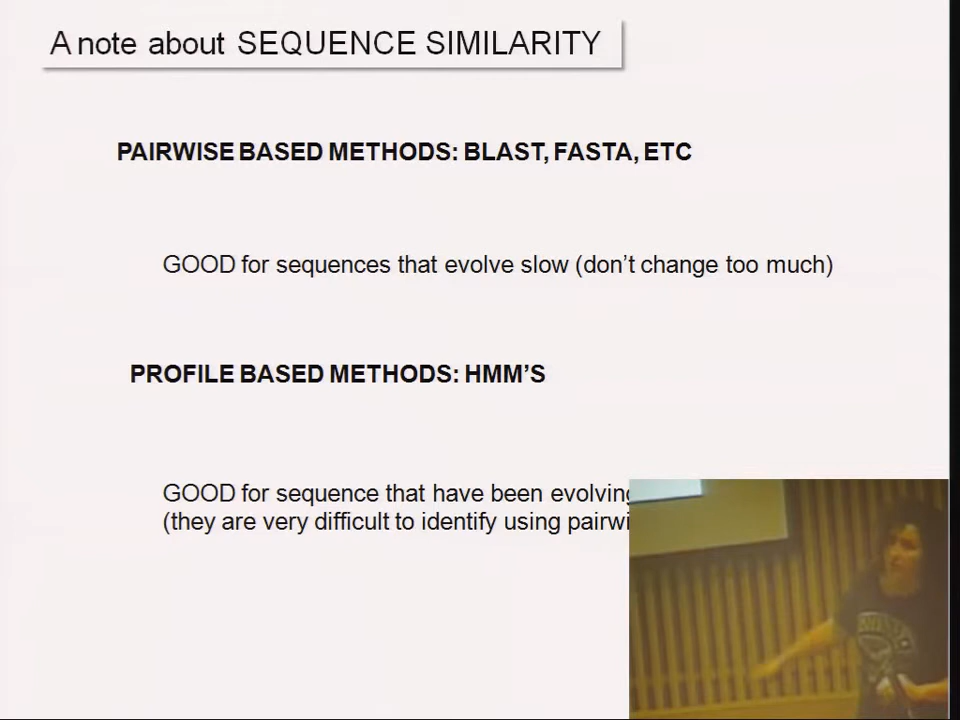 A note about SEQUENCE SIMILARITY
PAIRWISE BASED METHODS: BLAST, FASTA, ETC
GOOD for sequences that evolve slow (don't change too much)
PROFILE BASED METHODS: HMM'S
GOOD for sequence that have been evolving
(they are very difficult to identify using